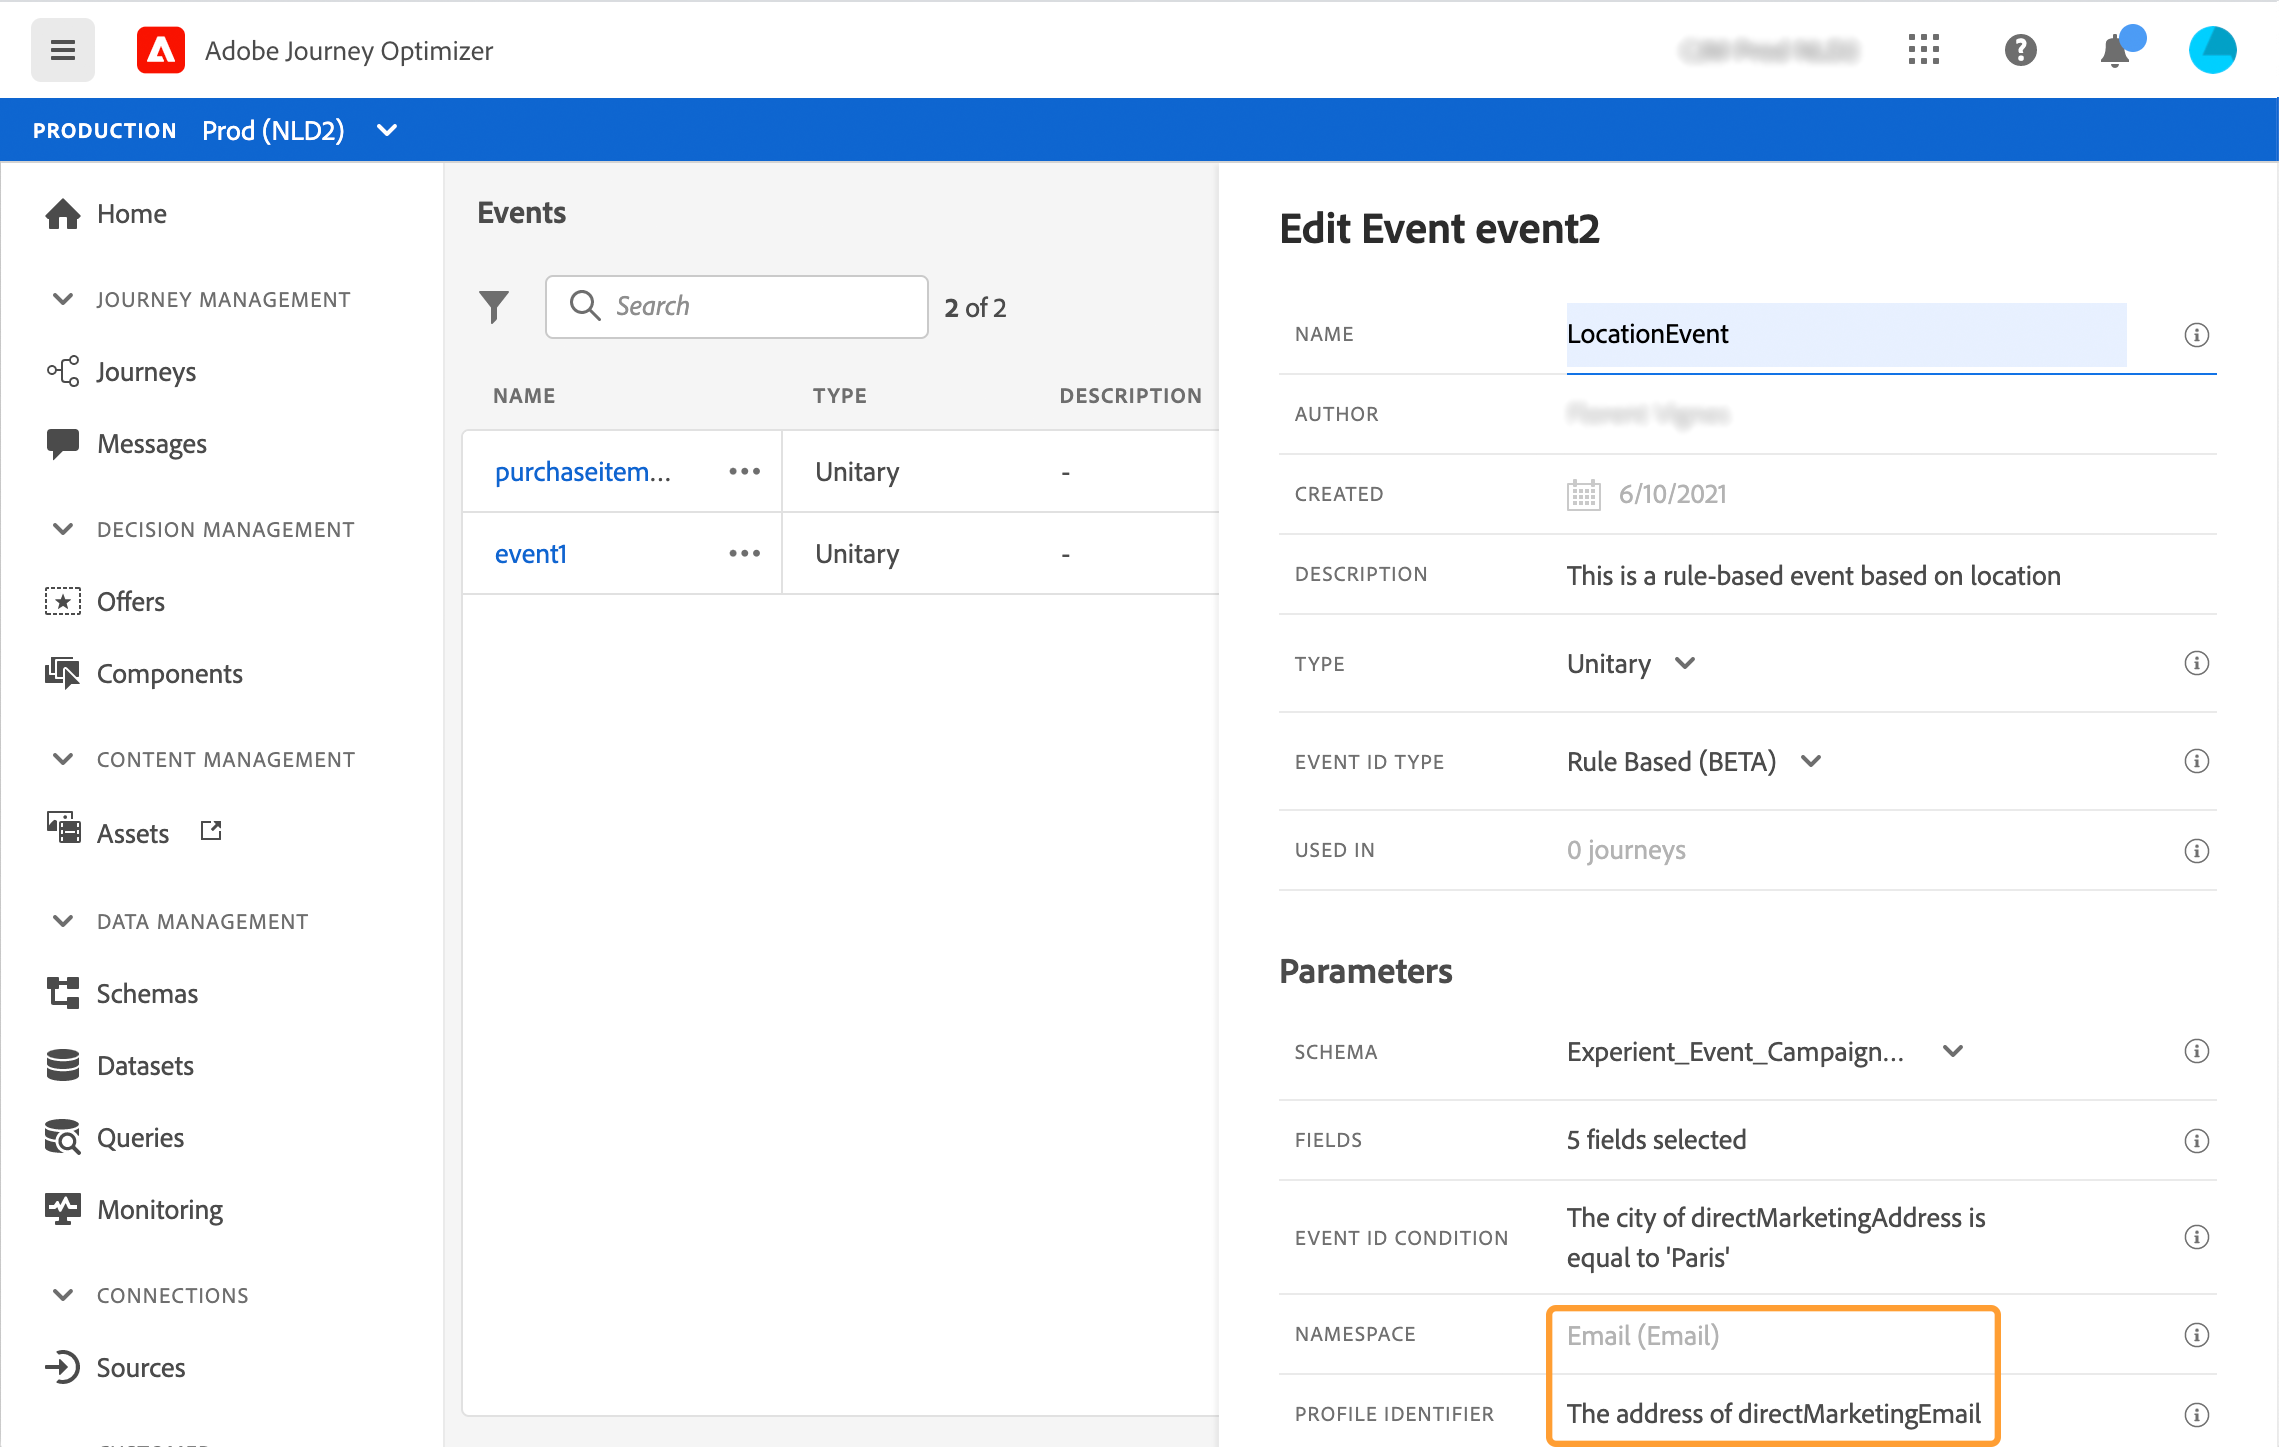 Adobe Journey Optimizer
PRODUCTION Prod (NLD2)
Home
JOURNEY MANAGEMENT
Journeys
Messages
DECISION MANAGEMENT
Offers
Components
CONTENT MANAGEMENT
Assets
DATA MANAGEMENT
Schemas
Datasets
Queries
Monitoring
CONNECTIONS
Sources
Events
Search
2 of 2
NAME TYPE DESCRIPTION
purchaseitem... Unitary -
event1 Unitary -
Edit Event event2
NAME LocationEvent
AUTHOR
CREATED 6/10/2021
DESCRIPTION This is a rule-based event based on location
TYPE Unitary
EVENT ID TYPE Rule Based (BETA)
USED IN 0 journeys
Parameters
SCHEMA Experient_Event_Campaign...
FIELDS 5 fields selected
EVENT ID CONDITION The city of directMarketingAddress is
equal to 'Paris'
NAMESPACE Email (Email)
PROFILE IDENTIFIER The address of directMarketingEmail